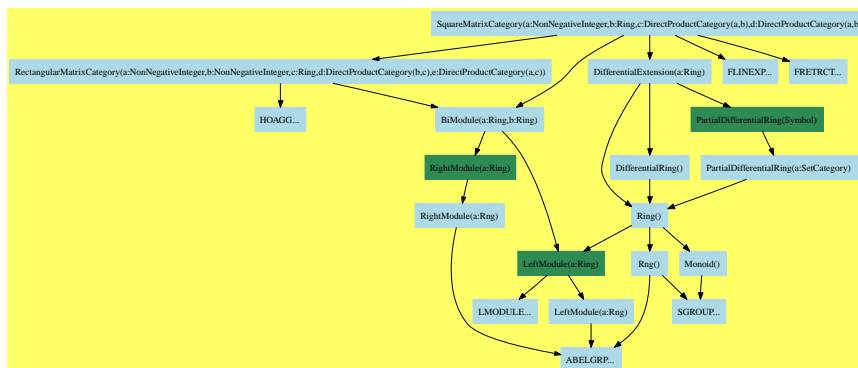 SquareMatrixCategory(a:NonNegativeInteger,b:Ring,c:DirectProductCategory(a,b),d:DirectProductCategory(a,b
RectangularMatrixCategory(a:NonNegativeInteger,b:NonNegativeInteger,c:Ring,d:DirectProductCategory(b,c),e:DirectProductCategory(a,c))
DifferentialExtension(a:Ring)
FLINEXP...
FRETRCT...
HOAGG...
BiModule(a:Ring,b:Ring)
PartialDifferentialRing(Symbol)
RightModule(a:Ring)
DifferentialRing()
PartialDifferentialRing(a:SetCategory)
RightModule(a:Rng)
Ring()
LeftModule(a:Ring)
Rng()
Monoid()
LMODULE...
LeftModule(a:Rng)
SGROUP...
ABELGRP...